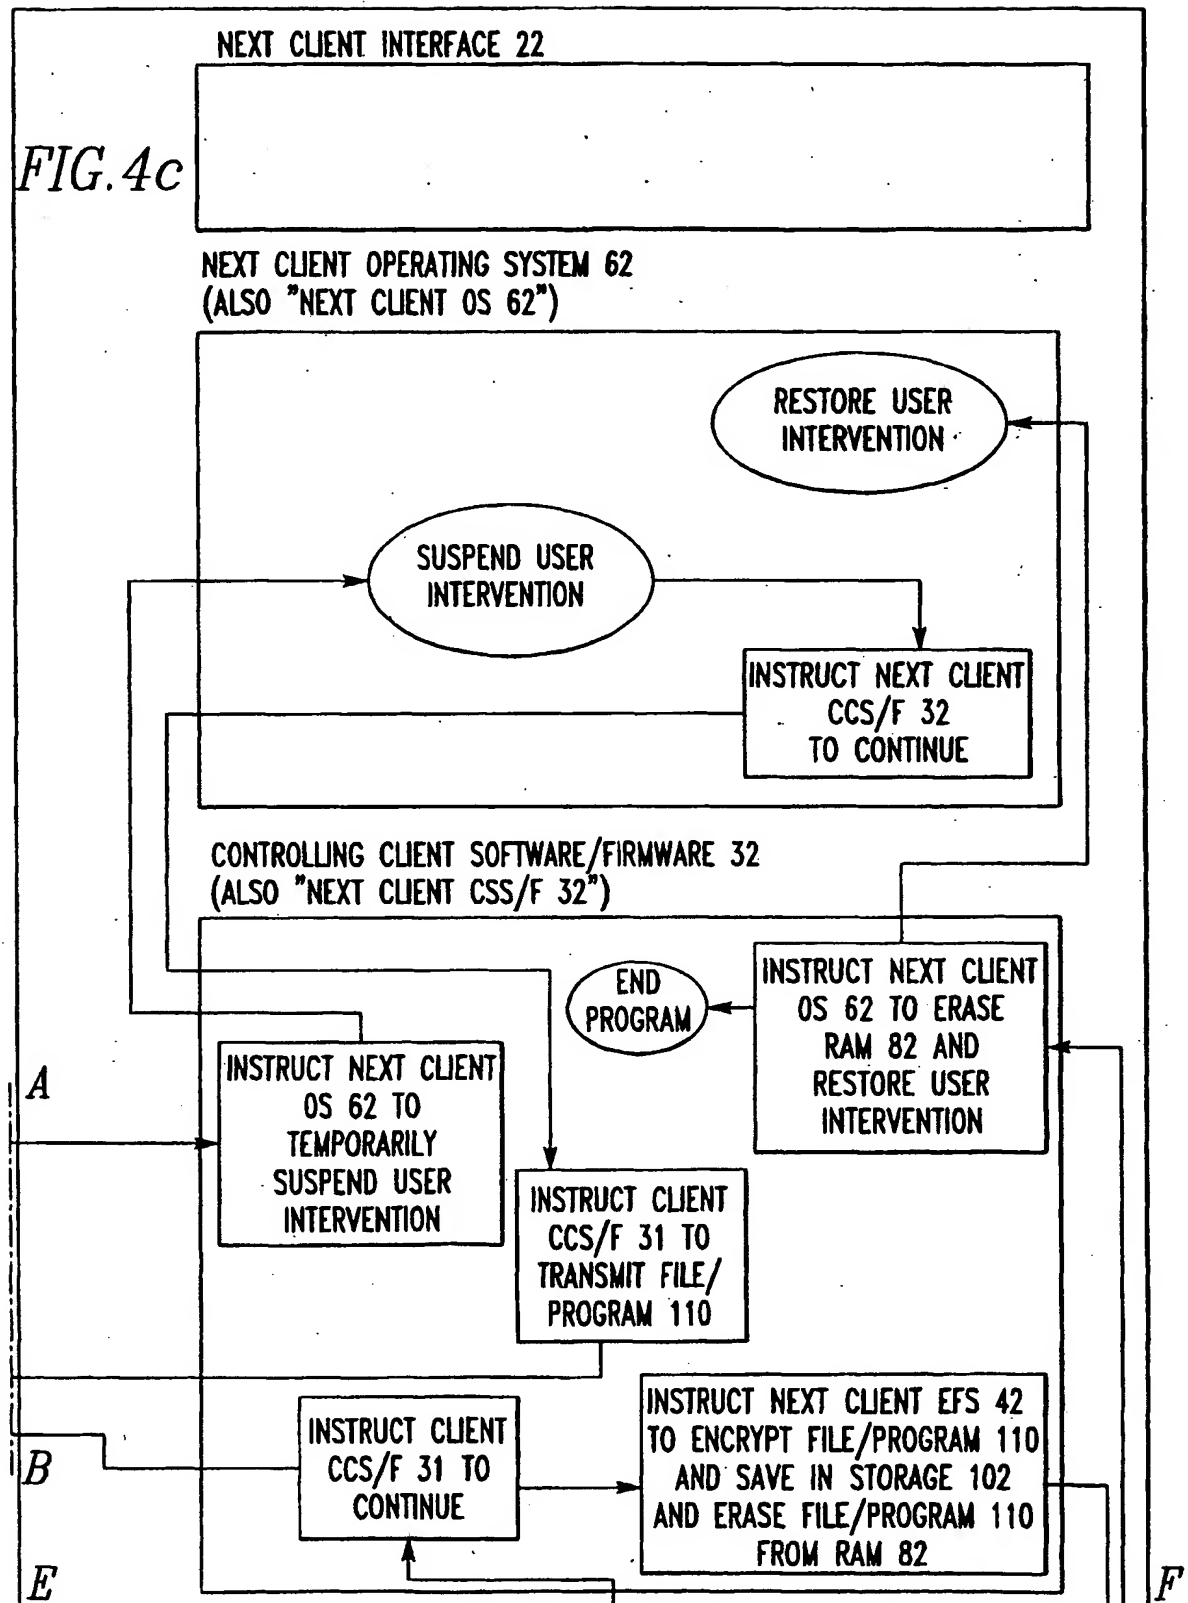 NEXT CLIENT INTERFACE 22
FIG. 4c
NEXT CLIENT OPERATING SYSTEM 62
(ALSO "NEXT CLIENT OS 62")
RESTORE USER
INTERVENTION
SUSPEND USER
INTERVENTION
INSTRUCT NEXT CLIENT
CCS/F 32
TO CONTINUE
CONTROLLING CLIENT SOFTWARE/FIRMWARE 32
(ALSO "NEXT CLIENT CSS/F 32")
END
PROGRAM
INSTRUCT NEXT CLIENT
OS 62 TO ERASE
RAM 82 AND
RESTORE USER
INTERVENTION
A
INSTRUCT NEXT CLIENT
OS 62 TO
TEMPORARILY
SUSPEND USER
INTERVENTION
INSTRUCT CLIENT
CCS/F 31 TO
TRANSMIT FILE/
PROGRAM 110
B
INSTRUCT CLIENT
CCS/F 31 TO
CONTINUE
INSTRUCT NEXT CLIENT EFS 42
TO ENCRYPT FILE/PROGRAM 110
AND SAVE IN STORAGE 102
AND ERASE FILE/PROGRAM 110
FROM RAM 82
E
F